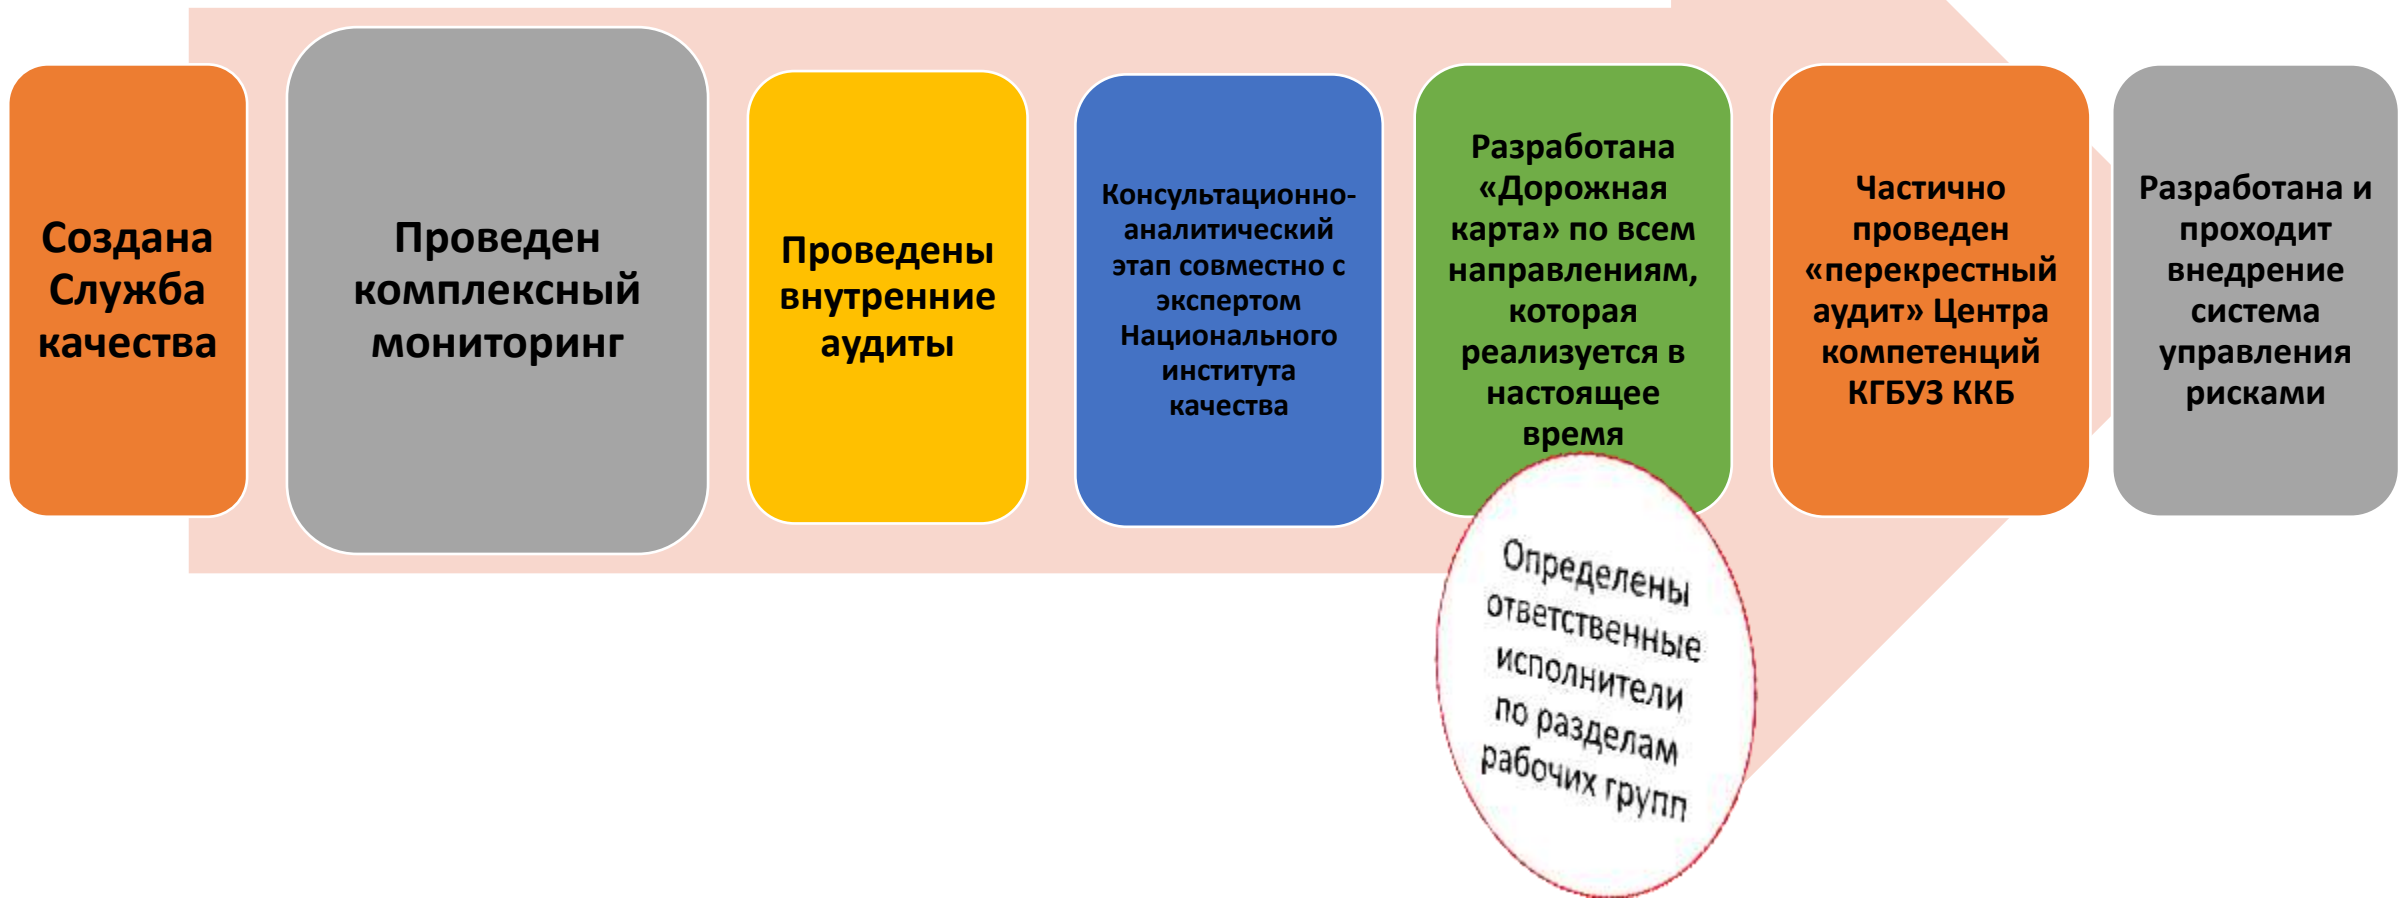 Создана
Служба
качества
Проведен
комплексный
мониторинг
Проведены
внутренние
аудиты
Консультационно-
аналитический
этап совместно с
экспертом
Национального
института
качества
Разработана
«Дорожная
карта» по всем
направлениям,
которая
реализуется в
настоящее
время
Определены
ответственные
исполнители
по разделам
рабочих групп
Частично
проведен
«перекрестный
аудит» Центра
компетенций
КГБУЗ ККБ
Разработана и
проходит
внедрение
система
управления
рисками